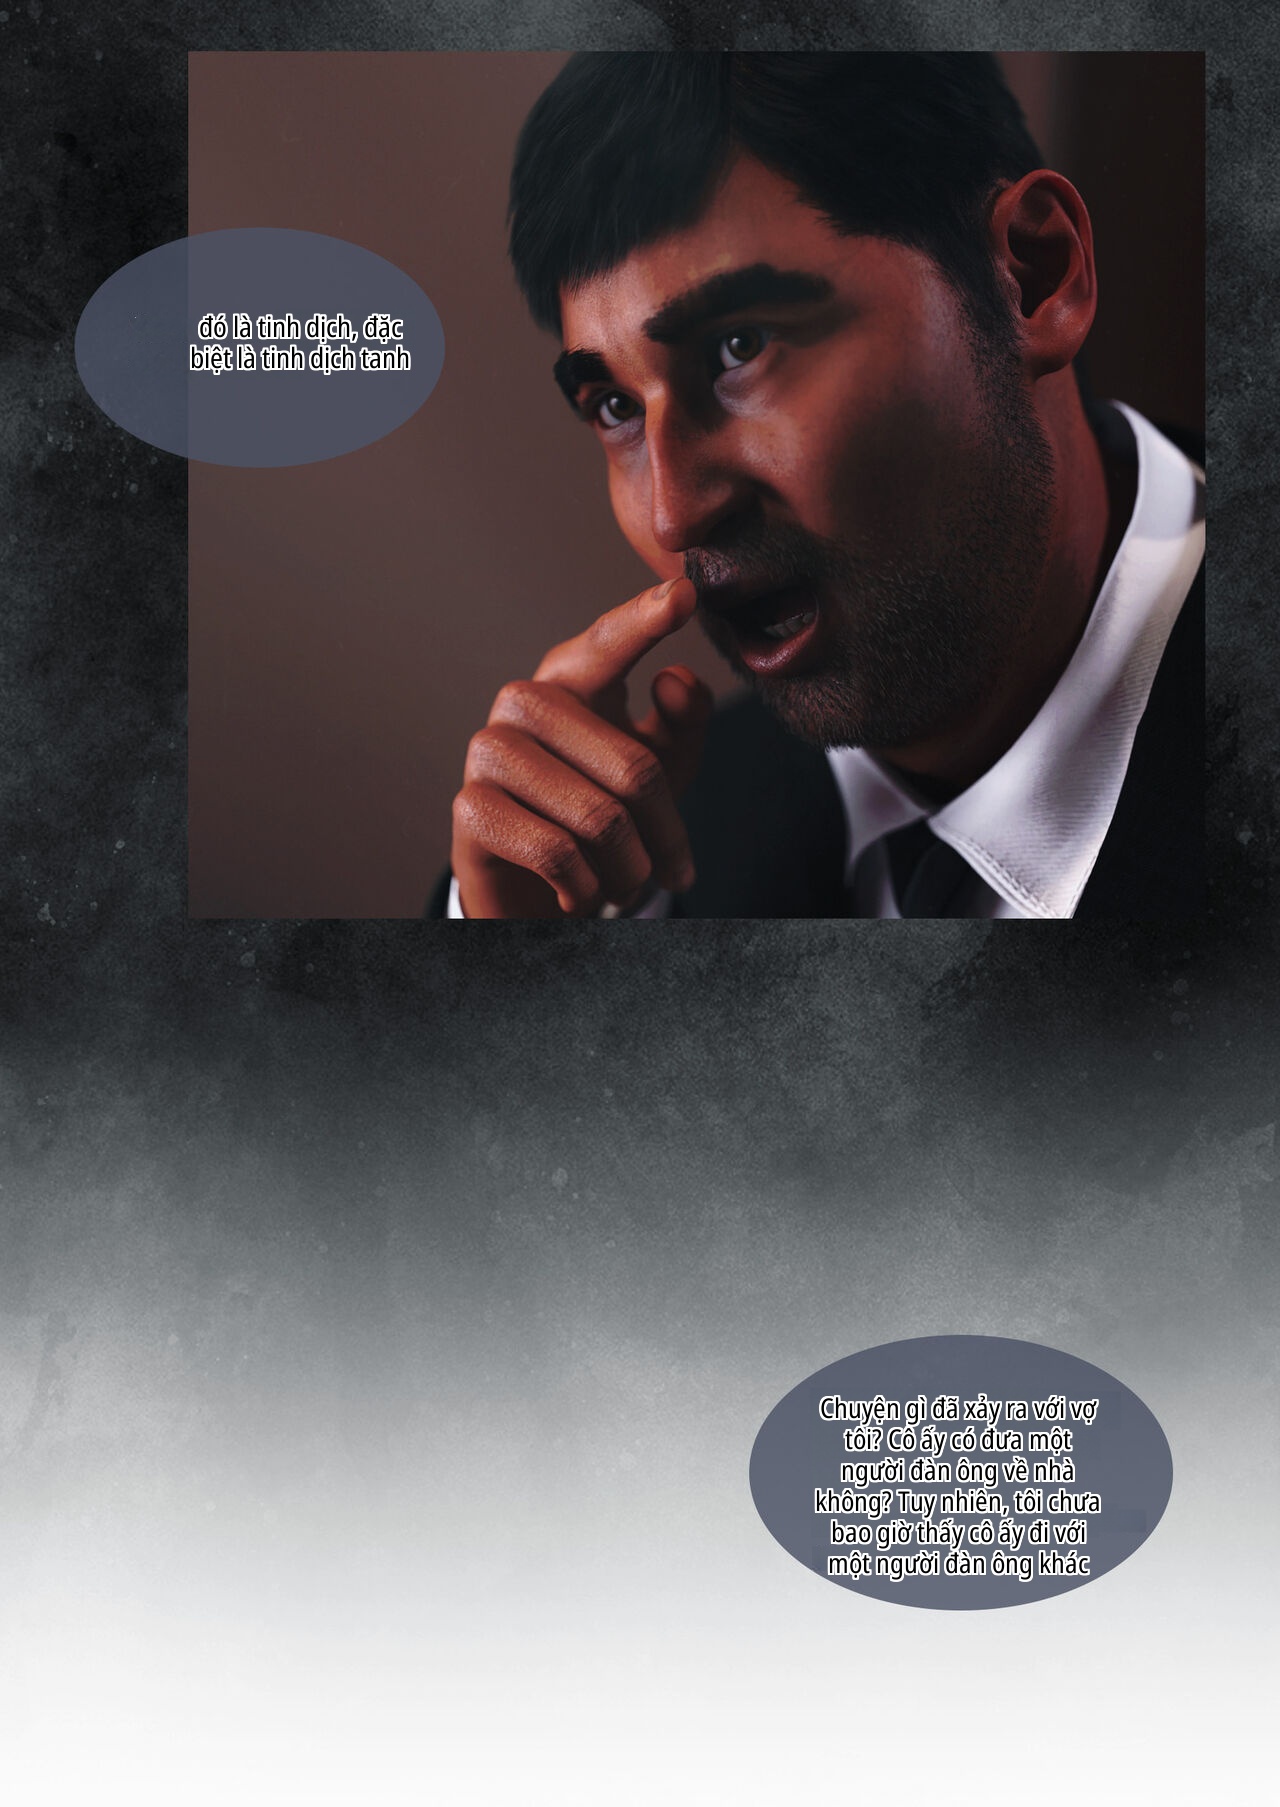 đó là tinh dịch, đặc
biệt là tinh dịch tanh
Chuyện gì đã xảy ra với vợ
tôi? Cô ấy có đưa một
người đàn ông về nhà
không? Tuy nhiên, tôi chưa
bao giờ thấy cô ấy đi với
một người đàn ông khác